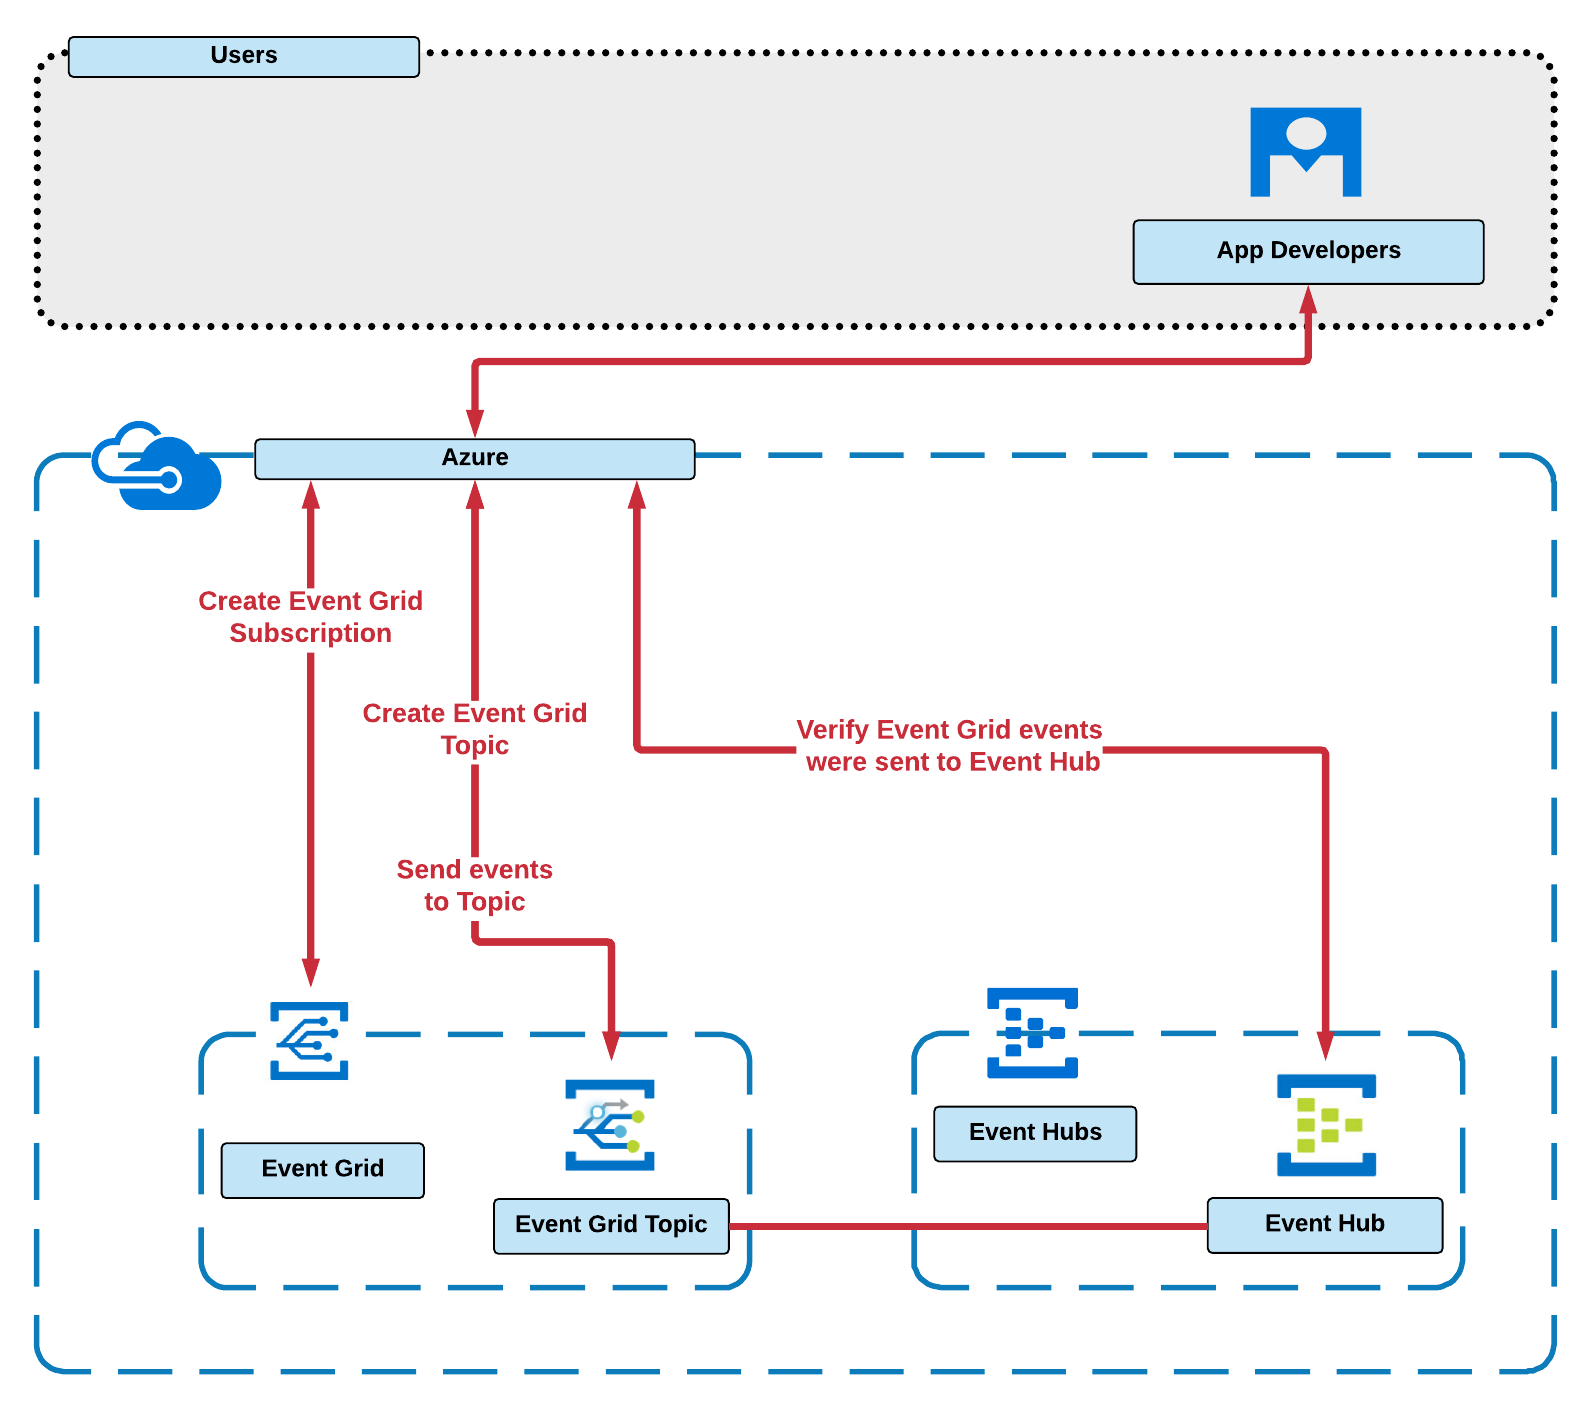 Users
App Developers
Azure
Create Event Grid
Subscription
Create Event Grid
Topic
Verify Event Grid events
were sent to Event Hub
Send events
to Topic
Event Hubs
Event Grid
Event Grid Topic
Event Hub